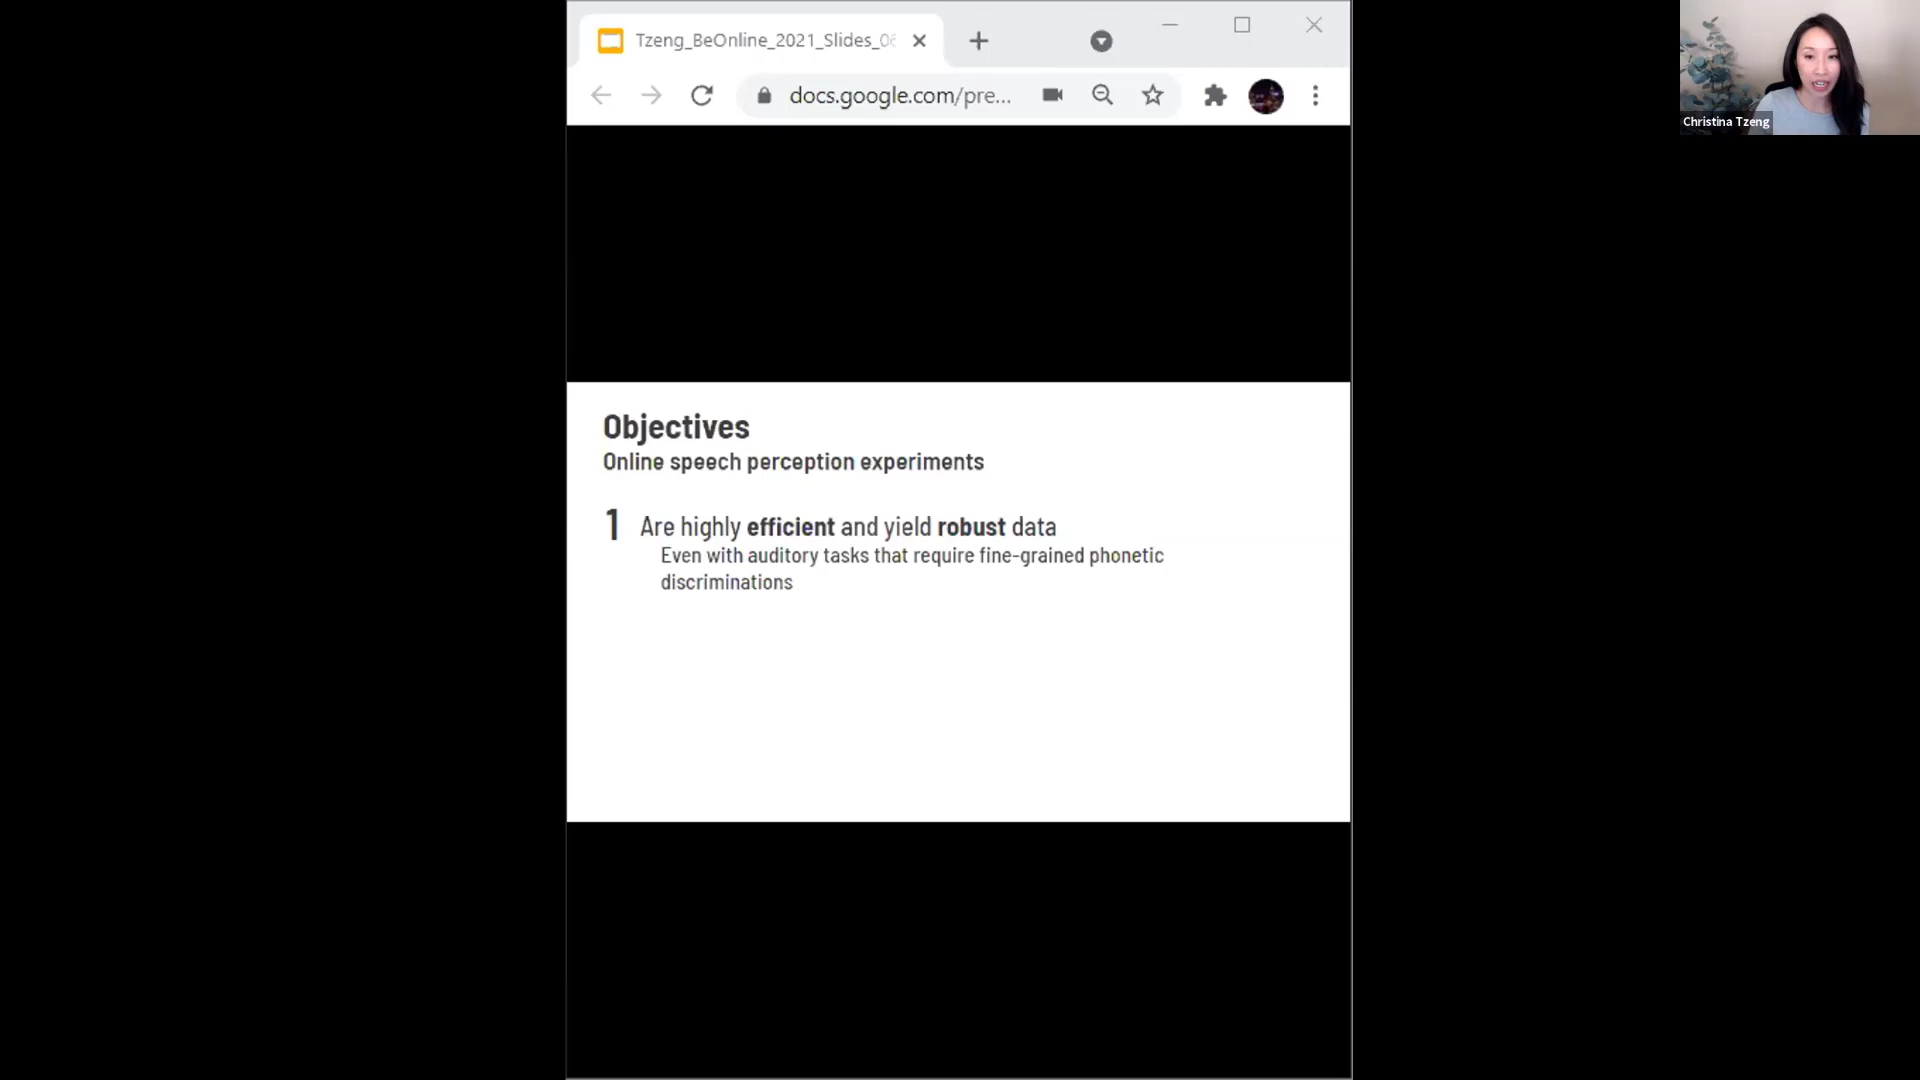 Tzeng_BeOnline_2021_Slides_06
docs.google.com/pre...
Christina Tzeng
Objectives
Online speech perception experiments
1 Are highly efficient and yield robust data
Even with auditory tasks that require fine-grained phonetic
discriminations